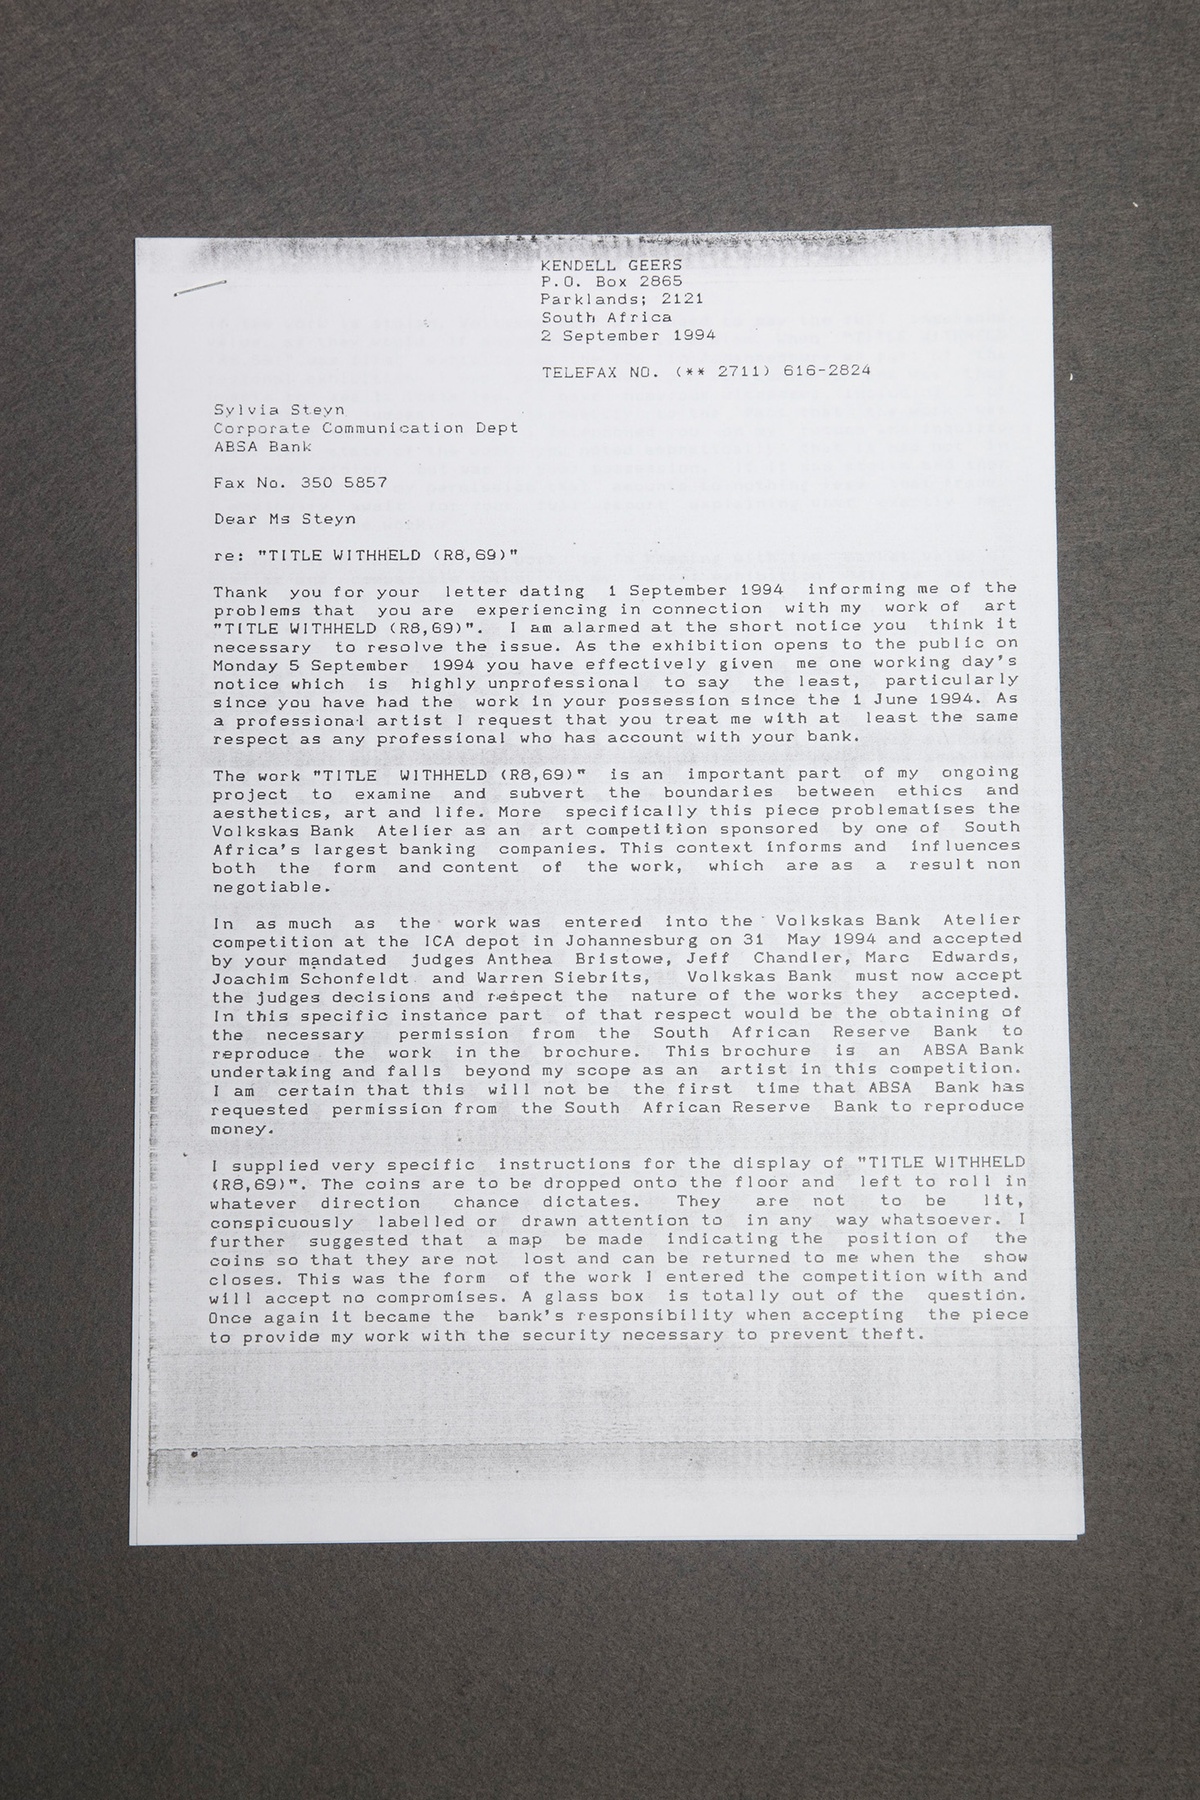 KENDELL GEERS
P.O. Box 2865
Parklands; 2121
South Africa
2 September 1994
TELEFAX NO. (** 2711) 616-2824
Sylvia Steyn
Corporate Communication Dept
ABSA Bank
Fax No. 350 5857
Dear Ms Steyn
re: "TITLE WITHHELD (R8,69)"
Thank you for your letter dating 1 September 1994 informing me of the
problems that you are experiencing in connection with my work of art
"TITLE WITHHELD (R8,69)". I am alarmed at the short notice you think it
necessary to resolve the issue. As the exhibition opens to the public on
Monday 5 September 1994 you have effectively given me one working day's
notice which is highly unprofessional to say the least, particularly
since you have had the work in your possession since the 1 June 1994. As
a professional artist I request that you treat me with at least the same
respect as any professional who has account with your bank.
The work "TITLE WITHHELD (R8,69)" is an important part of my ongoing
project to examine and subvert the boundaries between ethics and
aesthetics, art and life. More specifically this piece problematises the
Volkskas Bank Atelier as an art competition sponsored by one of South
Africa's largest banking companies. This context informs and influences
both the form and content of the work, which are as a result non
negotiable.
In as much as the work was entered into the Volkskas Bank Atelier
competition at the ICA depot in Johannesburg on 31 May 1994 and accepted
by your mandated judges Anthea Bristowe, Jeff Chandler, Marc Edwards,
Joachim Schonfeldt and Warren Siebrits, Volkskas Bank must now accept
the judges decisions and respect the nature of the works they accepted.
In this specific instance part of that respect would be the obtaining of
the necessary permission from the South African Reserve Bank to
reproduce the work in the brochure. This brochure is an ABSA Bank
undertaking and falls beyond my scope as an artist in this competition.
I am certain that this will not be the first time that ABSA Bank has
requested permission from the South African Reserve Bank to reproduce
money.
I supplied very specific instructions for the display of "TITLE WITHHELD
(R8,69)". The coins are to be dropped onto the floor and left to roll in
whatever direction chance dictates. They are not to be lit,
conspicuously labelled or drawn attention to in any way whatsoever. I
further suggested that a map be made indicating the position of the
coins so that they are not lost and can be returned to me when the show
closes. This was the form of the work I entered the competition with and
will accept no compromises. A glass box is totally out of the question.
Once again it became the bank's responsibility when accepting the piece
to provide my work with the security necessary to prevent theft.